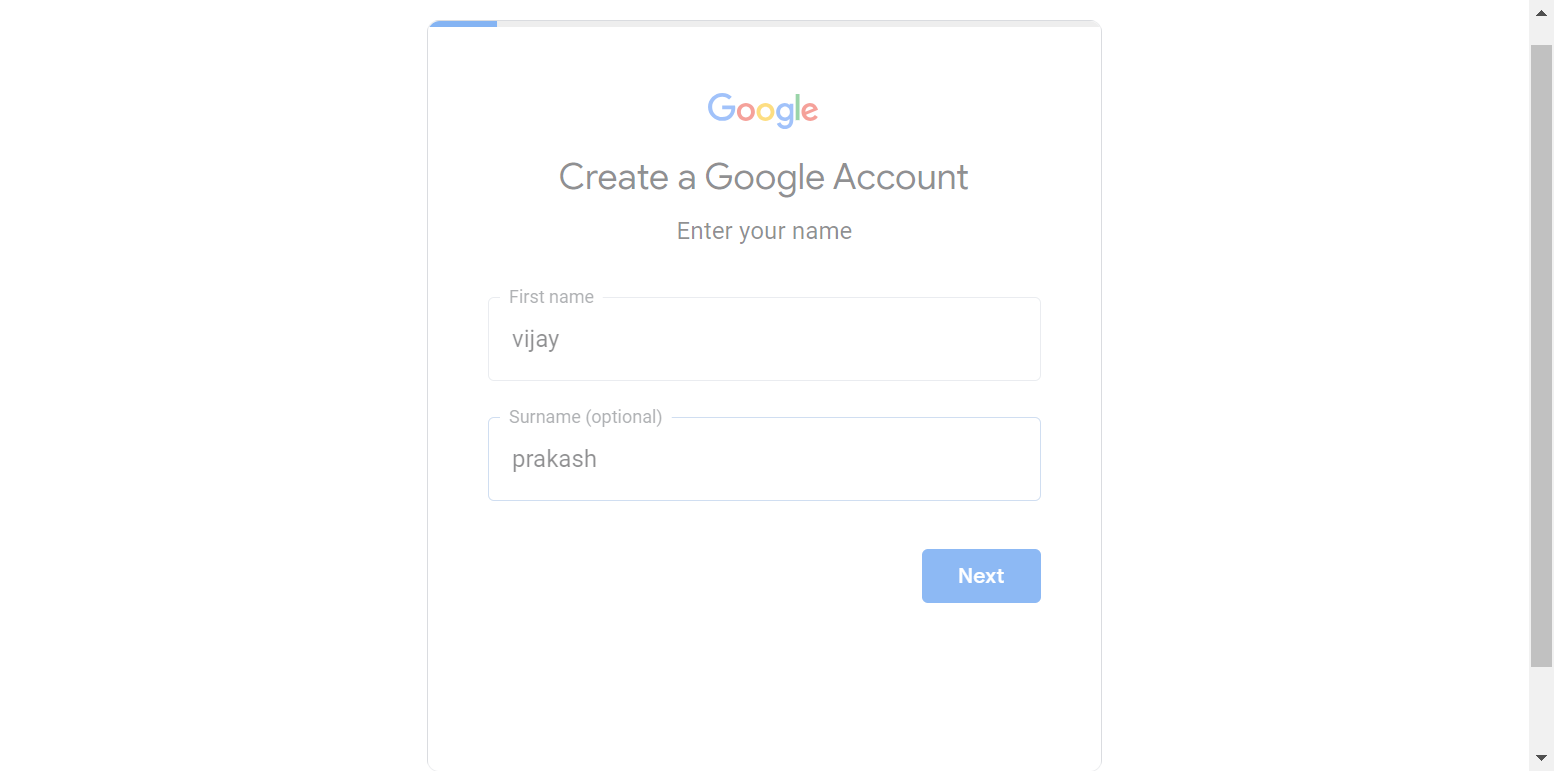 Google
Create a Google Account
Enter your name
First name
vijay
Surname (optional)
prakash
Next